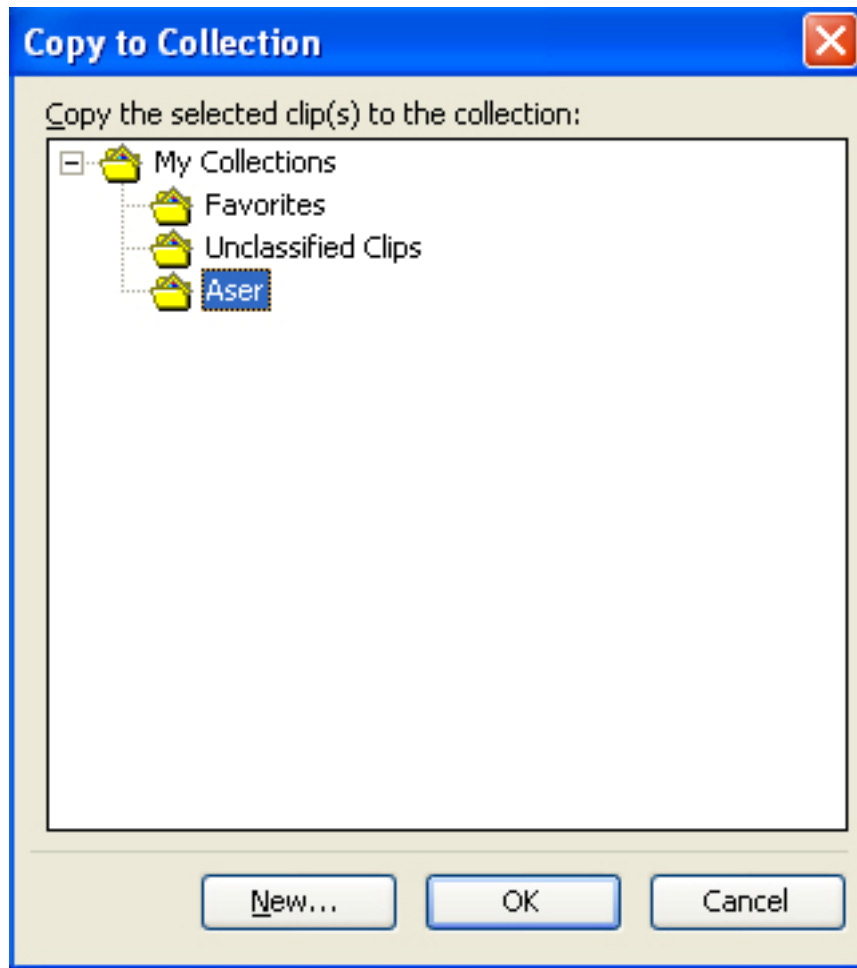 Copy to Collection
Copy the selected clip(s) to the collection:
My Collections
Favorites
Unclassified Clips
Aser
New... OK Cancel